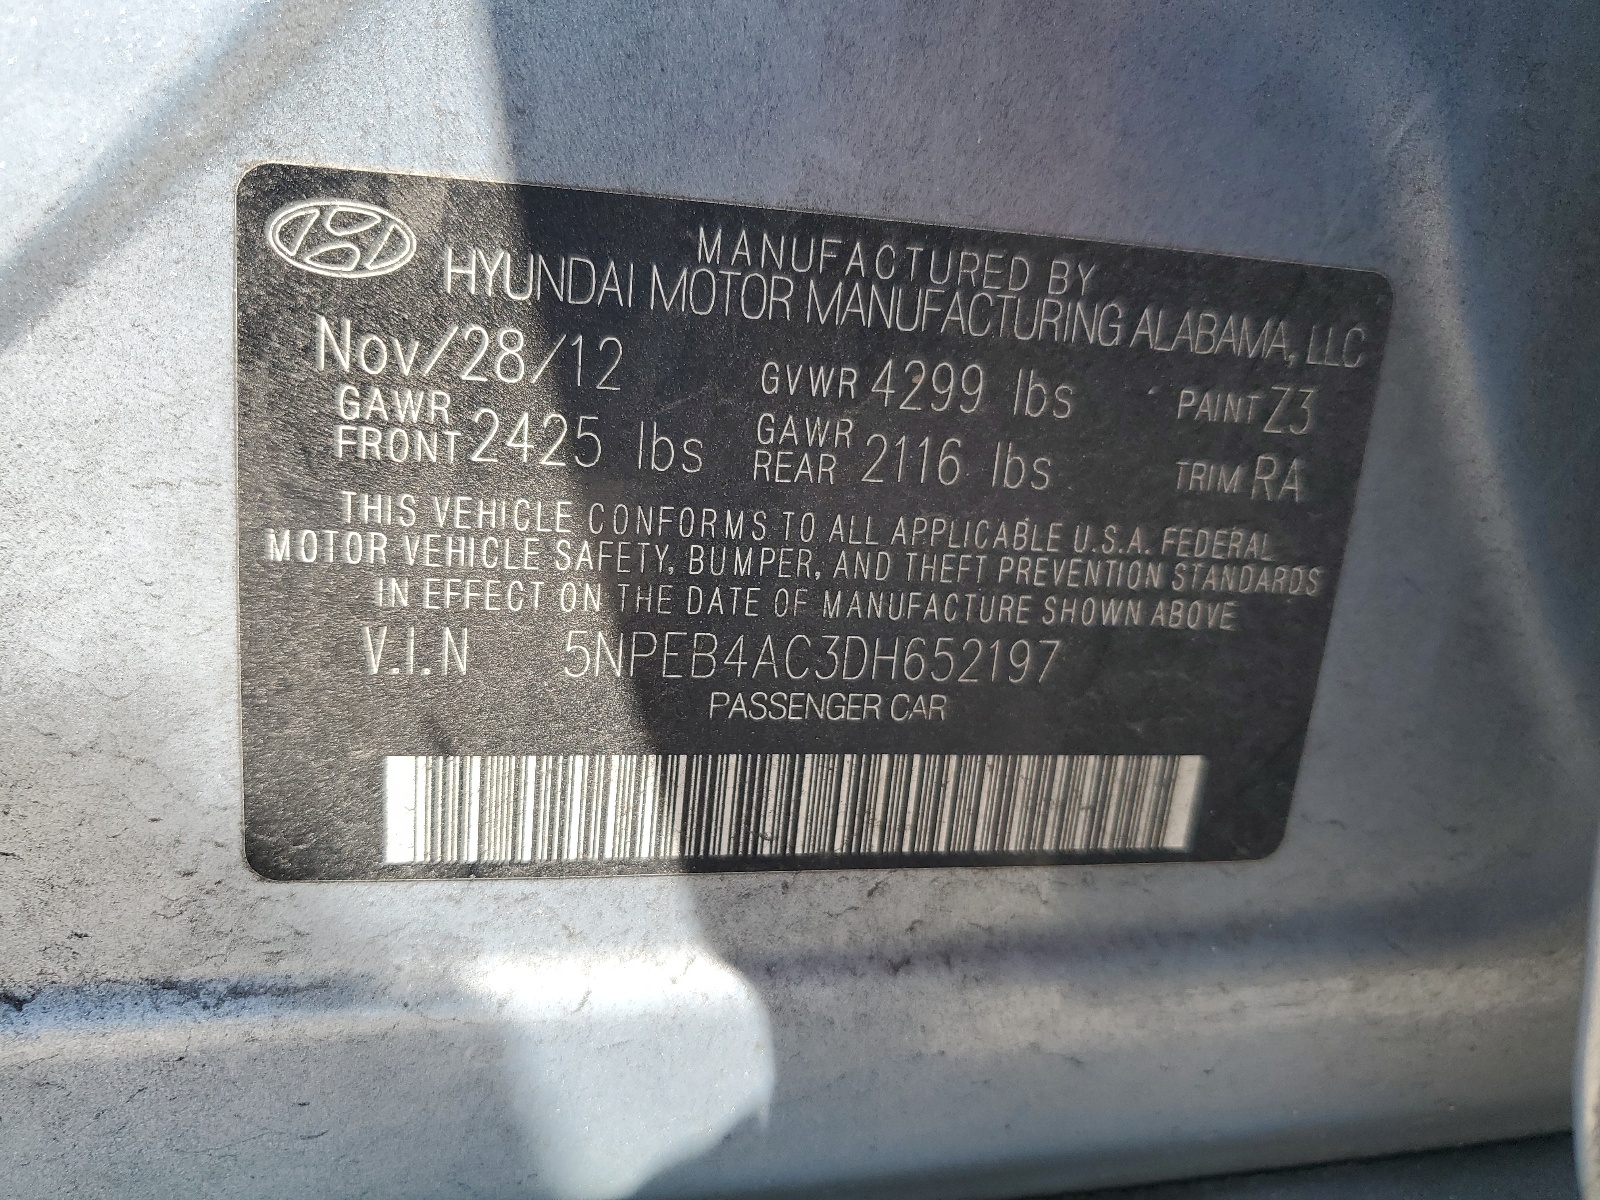 MANUFACTURED BY
HYUNDAI MOTOR MANUFACTURING ALABAMA, LLC
Nov/28/12 GVWR 4299 lbs PAINT Z3
GAWR FRONT 2425 lbs GAWR REAR 2116 lbs TRIM RA
THIS VEHICLE CONFORMS TO ALL APPLICABLE U.S.A. FEDERAL
MOTOR VEHICLE SAFETY, BUMPER, AND THEFT PREVENTION STANDARDS
IN EFFECT ON THE DATE OF MANUFACTURE SHOWN ABOVE
V.I.N 5NPEB4AC3DH652197
PASSENGER CAR